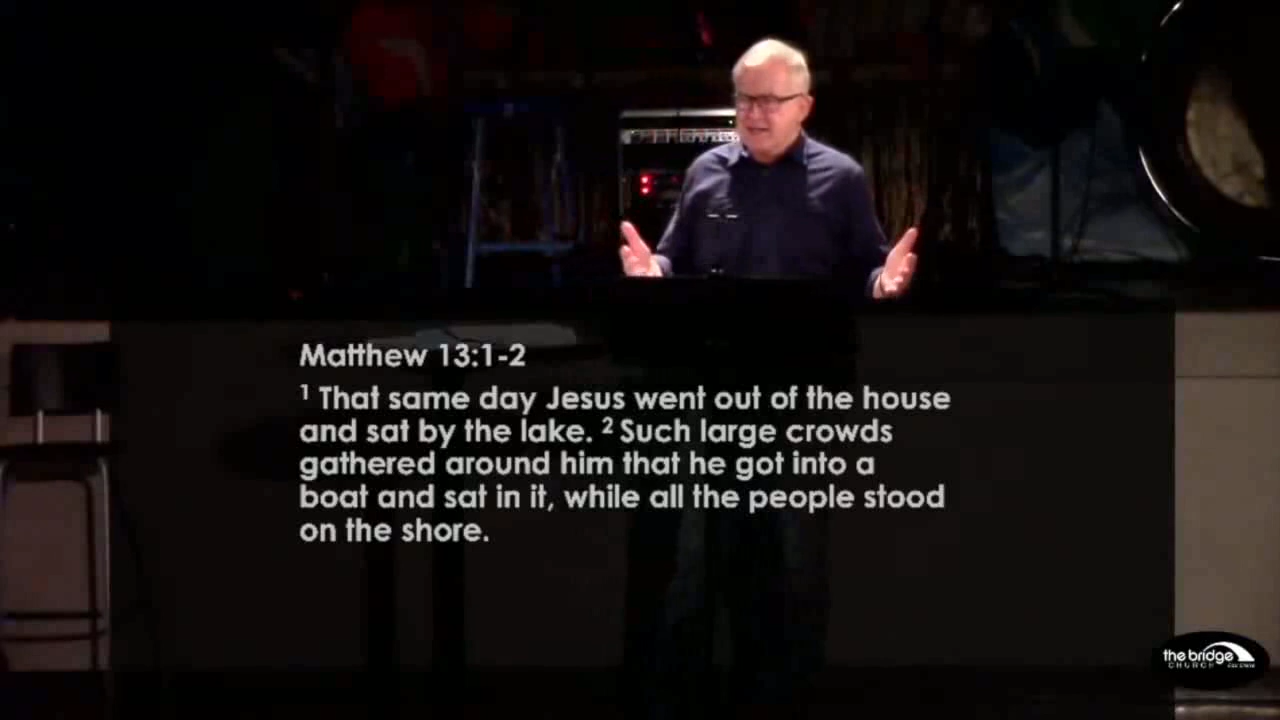 Matthew 13:1-2
¹ That same day Jesus went out of the house
and sat by the lake. ² Such large crowds
gathered around him that he got into a
boat and sat in it, while all the people stood
on the shore.
the bridge
CHURCH